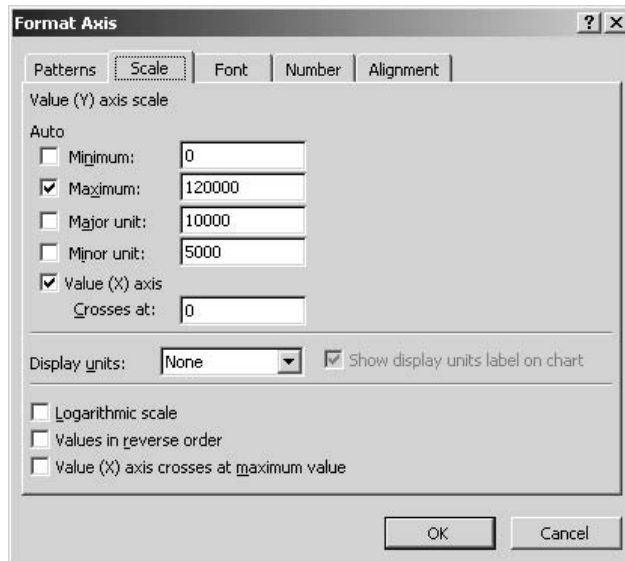 Format Axis
? X
Patterns Scale Font Number Alignment
Value (Y) axis scale
Auto
Minimum: 0
Maximum: 120000
Major unit: 10000
Minor unit: 5000
Value (X) axis
Crosses at: 0
Display units: None Show display units label on chart
Logarithmic scale
Values in reverse order
Value (X) axis crosses at maximum value
OK Cancel